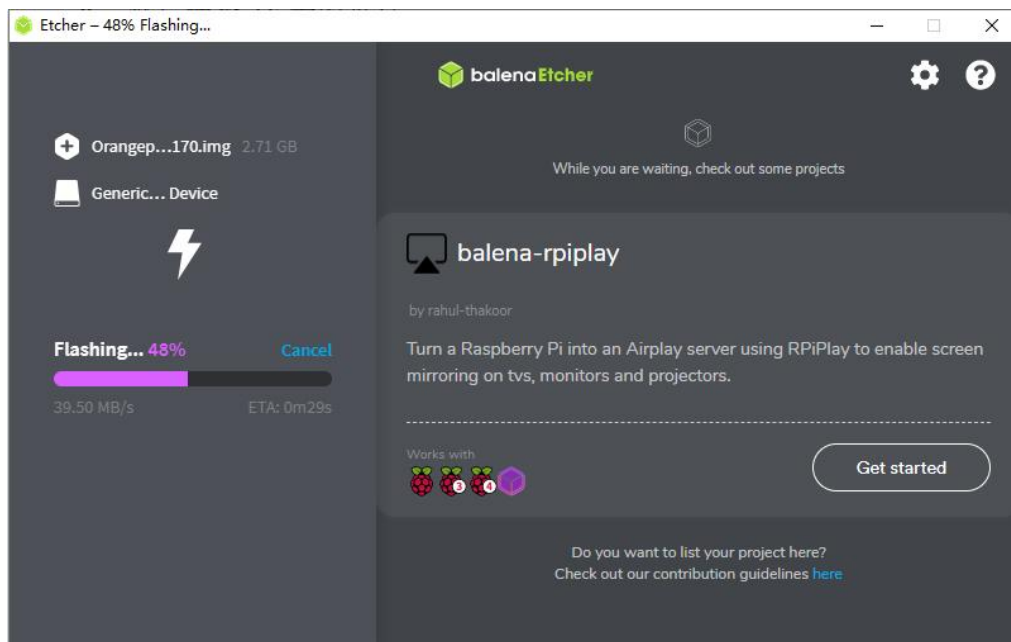 Etcher – 48% Flashing...
balenaEtcher
Orangep...170.img 2.71 GB
Generic... Device
Flashing... 48% Cancel
39.50 MB/s ETA: 0m29s
While you are waiting, check out some projects
balena-rpiplay
by rahul-thakoor
Turn a Raspberry Pi into an Airplay server using RPiPlay to enable screen
mirroring on tvs, monitors and projectors.
Works with
3 4
Get started
Do you want to list your project here?
Check out our contribution guidelines here